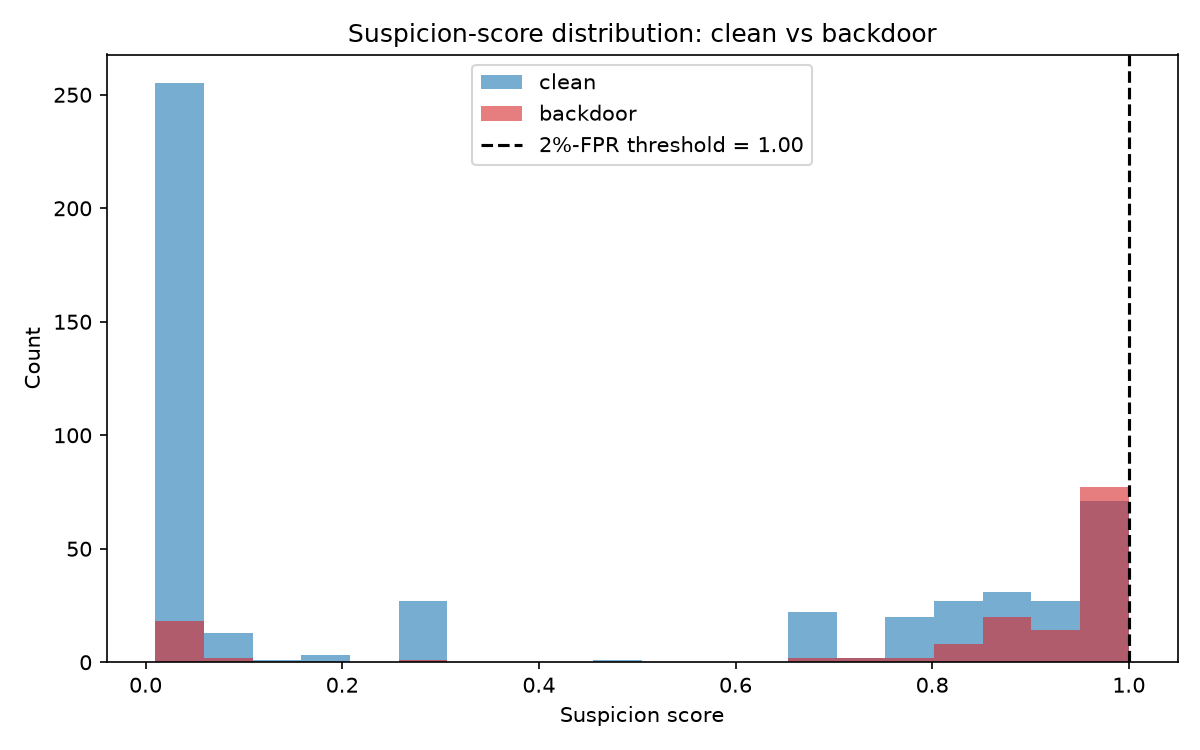 Suspicion-score distribution: clean vs backdoor
clean
backdoor
2%-FPR threshold = 1.00
250
200
150
100
50
0
Count
0.0 0.2 0.4 0.6 0.8 1.0
Suspicion score